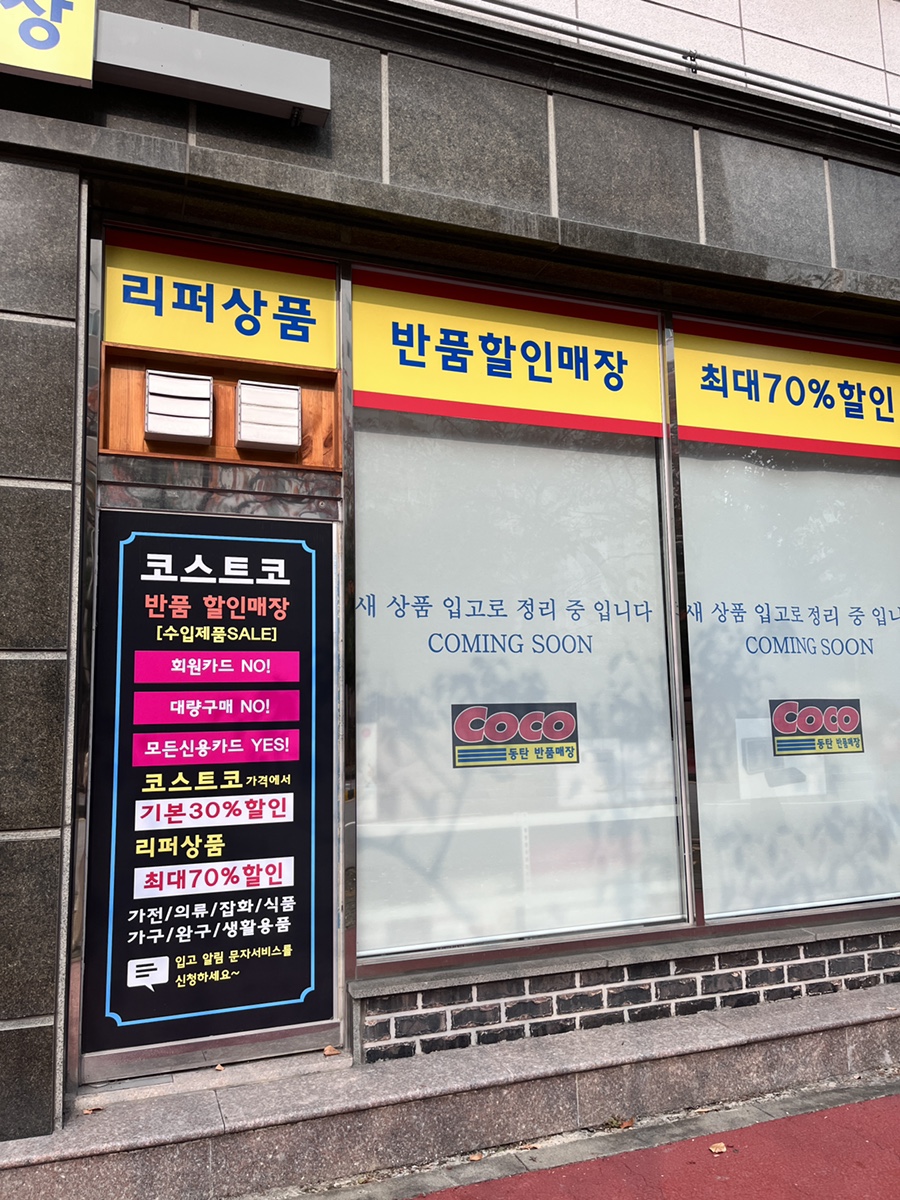 상
리퍼상품
반품할인매장
최대70%할인
코스트코
반품 할인매장
[수입제품SALE]
회원카드 NO!
대량구매 NO!
모든신용카드 YES!
코스트코 가격에서
기본30%할인
리퍼상품
최대70%할인
가전/의류/잡화/식품
가구/완구/생활용품
입고 알림 문자서비스를
신청하세요~
새 상품 입고로 정리 중 입니다
COMING SOON
Coco
동탄 반품매장
새 상품 입고로 정리 중 입니
COMING SOON
Coco
동탄 반품매장